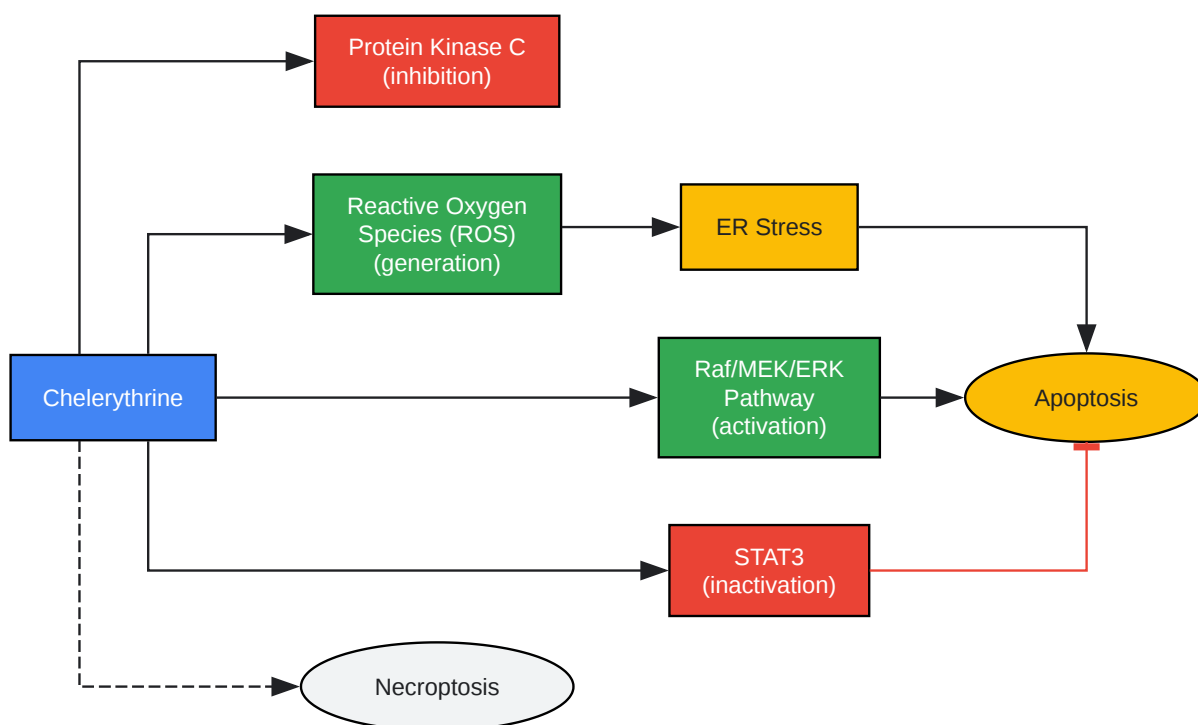 Protein Kinase C
(inhibition)
Reactive Oxygen
Species (ROS)
(generation)
ER Stress
Raf/MEK/ERK
Pathway
(activation)
Chelerythrine
Apoptosis
STAT3
(inactivation)
Necroptosis